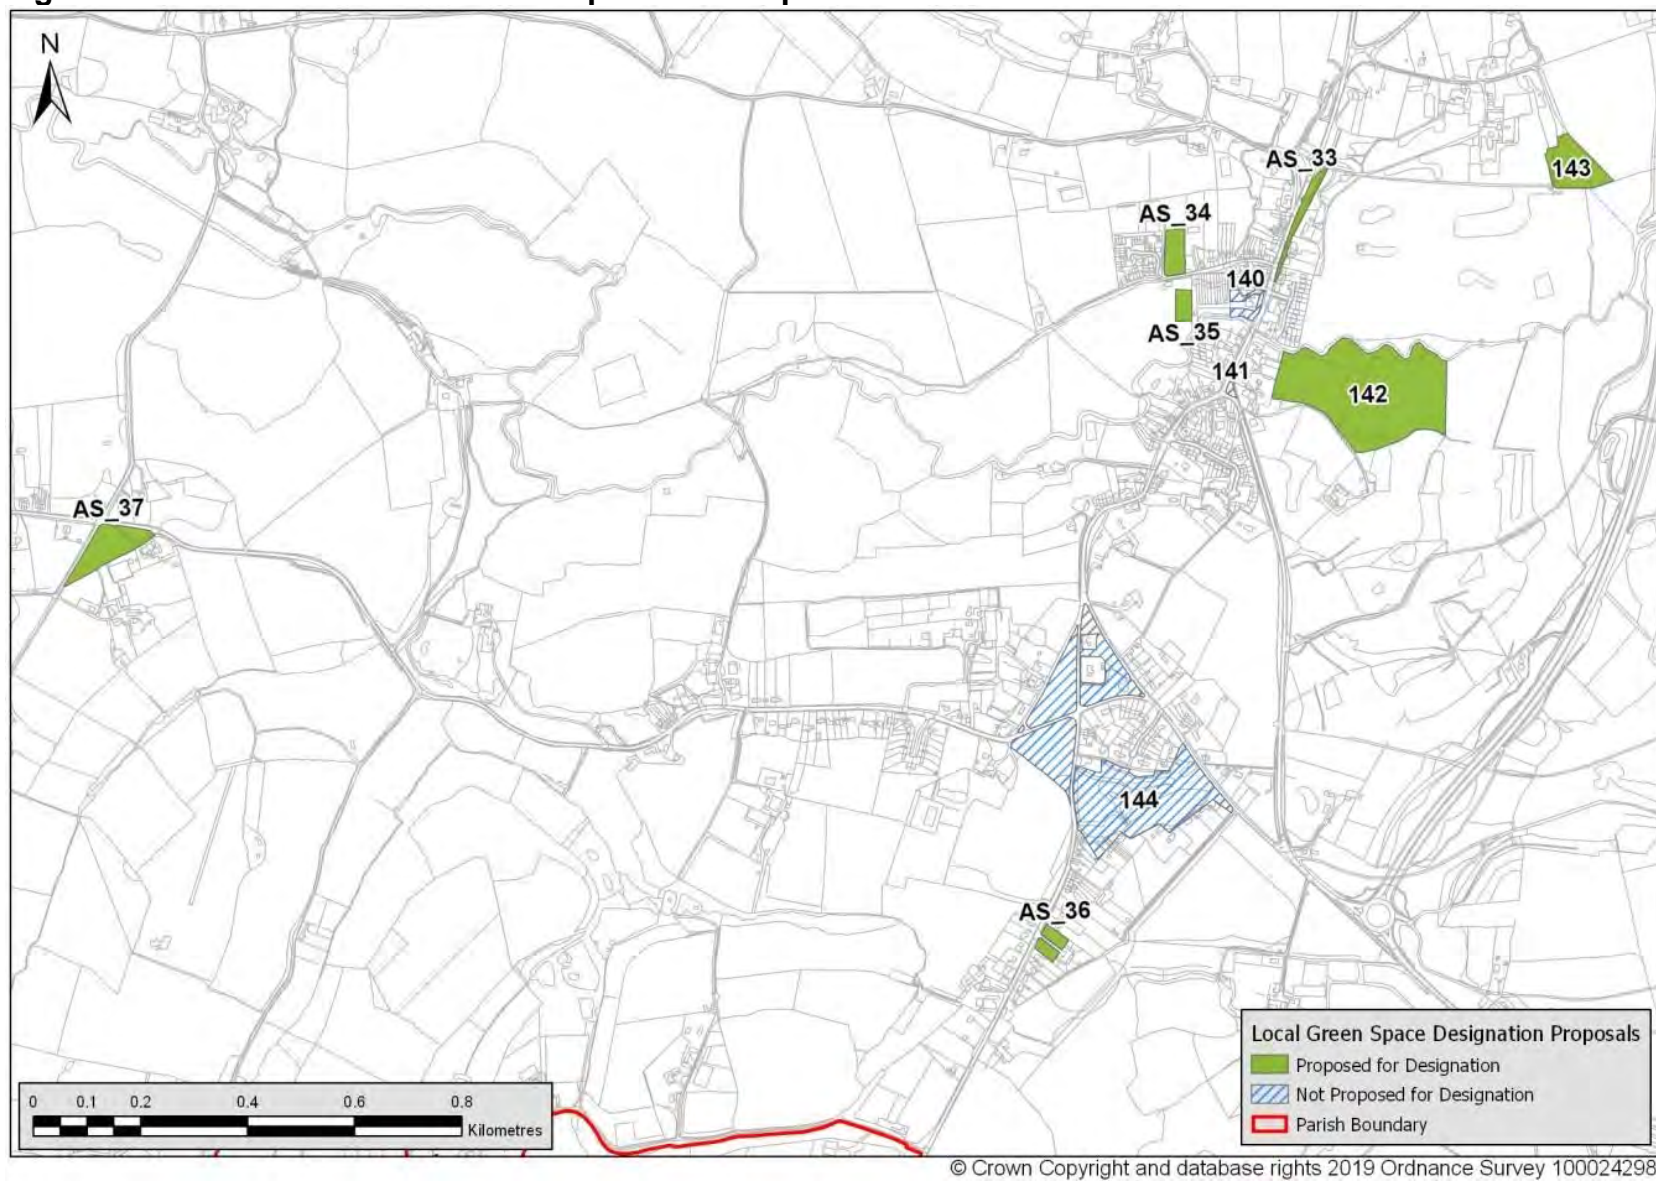 N
AS_33
143
AS_34
140
AS_35
141
142
AS_37
144
AS_36
Local Green Space Designation Proposals
Proposed for Designation
Not Proposed for Designation
Parish Boundary
0 0.1 0.2 0.4 0.6 0.8
Kilometres
© Crown Copyright and database rights 2019 Ordnance Survey 100024298